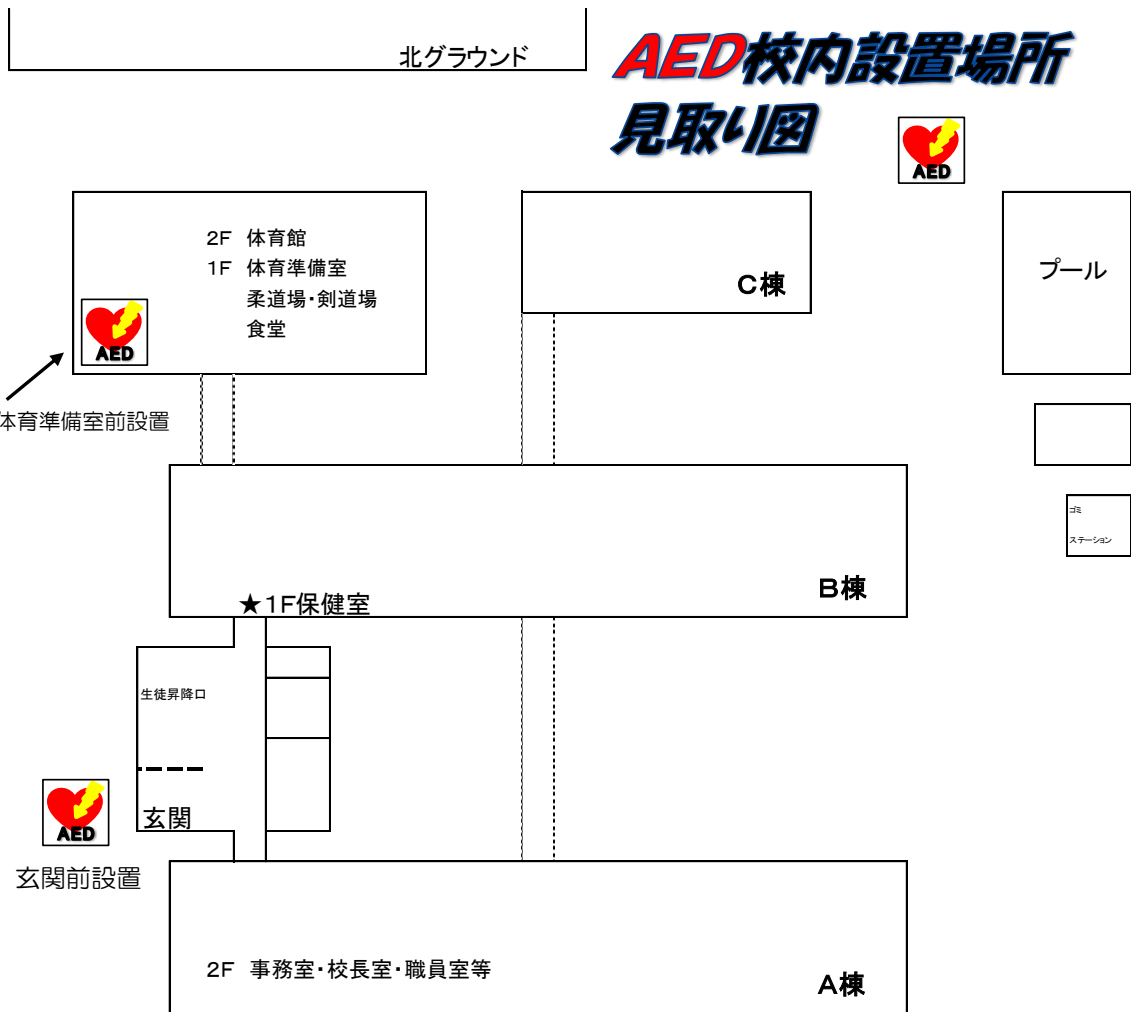 北グラウンド
AED校内設置場所
見取り図
AED
2F 体育館
1F 体育準備室
柔道場・剣道場
食堂
C棟
プール
AED
体育準備室前設置
ゴミ
ステーション
B棟
★1F保健室
生徒昇降口
玄関
AED
玄関前設置
2F 事務室・校長室・職員室等
A棟